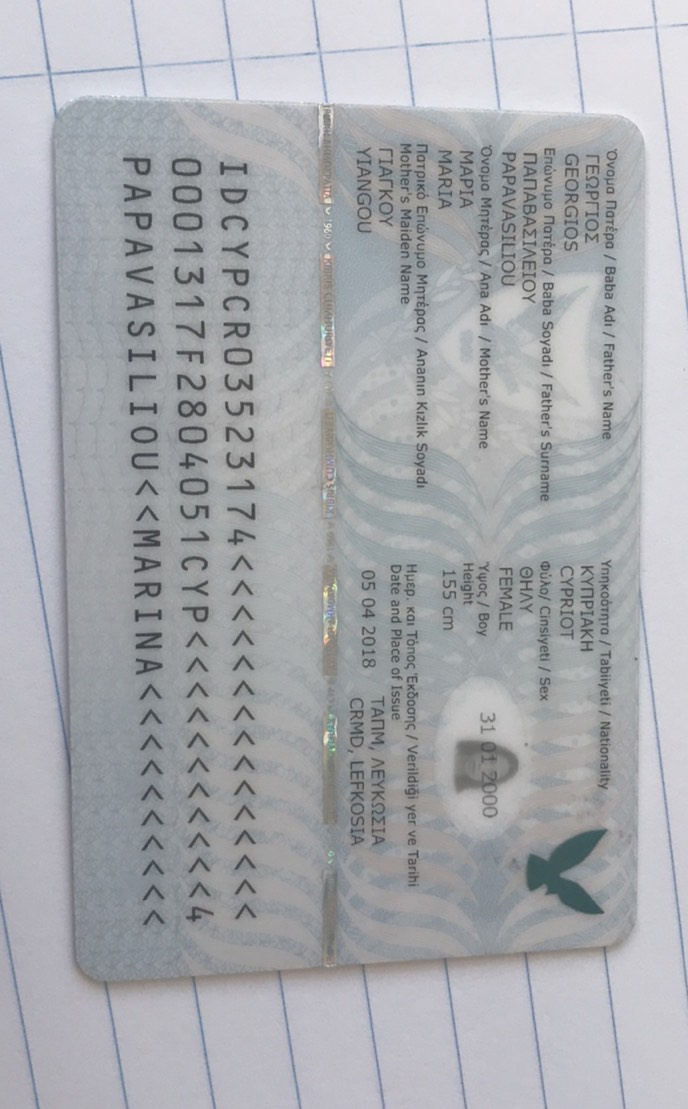 Όνομα Πατέρα / Baba Adı / Father's Name
ΓΕΩΡΓΙΟΣ
GEORGIOS
Επώνυμο Πατέρα / Baba Soyadı / Father's Surname
ΠΑΠΑΒΑΣΙΛΕΙΟΥ
PAPAVASILIOU
Όνομα Μητέρας / Ana Adı / Mother's Name
ΜΑΡΙΑ
MARIA
Πατρικό Επώνυμο Μητέρας / Ananın Kızlık Soyadı
Mother's Maiden Name
ΓΙΑΓΚΟΥ
YIANGOU
Υπηκοότητα / Tabiiyeti / Nationality
ΚΥΠΡΙΑΚΗ
CYPRIOT
Φύλο/ Cinsiyeti / Sex
ΘΗΛΥ
FEMALE
Ύψος / Boy
Height
155 cm
31 01 2000
Ημερ. και Τόπος Έκδοσης / Verildiği yer ve Tarihi
Date and Place of Issue
05 04 2018
ΤΑΠΜ, ΛΕΥΚΩΣΙΑ
CRMD, LEFKOSIA
IDCYPCR03523174<<<<<<<<<<<<<<<
0001317F2804051CYP<<<<<<<<<<<4
PAPAVASILIOU<<MARINA<<<<<<<<<<